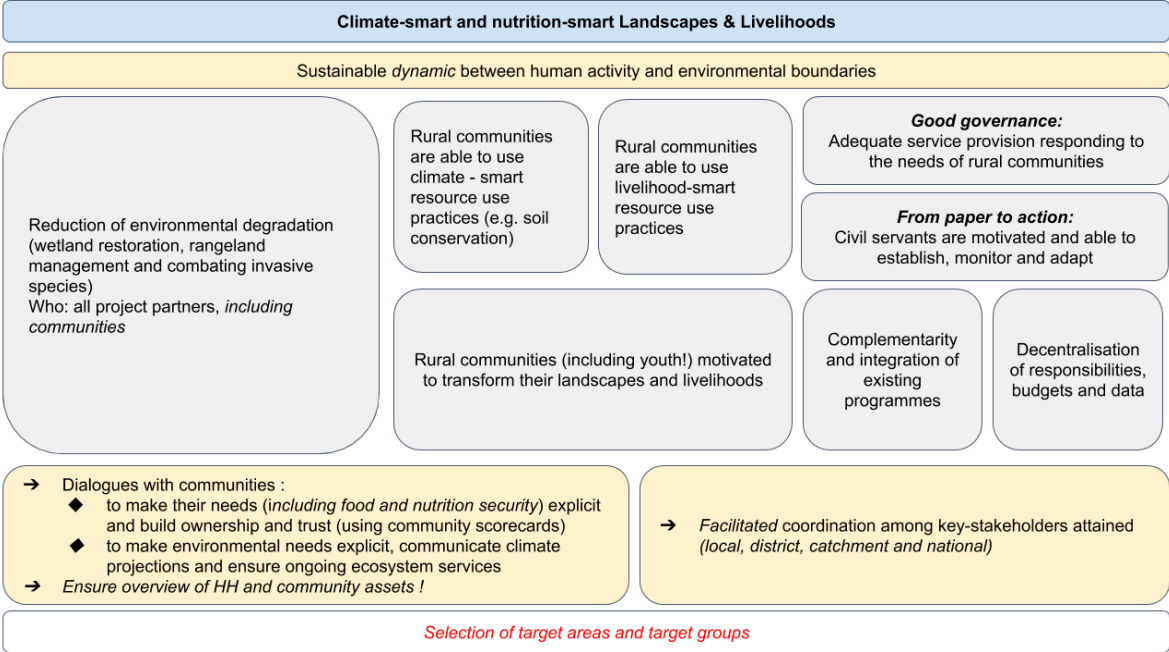 Climate-smart and nutrition-smart Landscapes & Livelihoods
Sustainable dynamic between human activity and environmental boundaries
Reduction of environmental degradation
(wetland restoration, rangeland
management and combating invasive
species)
Who: all project partners, including
communities
Rural communities
are able to use
climate - smart
resource use
practices (e.g. soil
conservation)
Rural communities
are able to use
livelihood-smart
resource use
practices
Good governance:
Adequate service provision responding to
the needs of rural communities
From paper to action:
Civil servants are motivated and able to
establish, monitor and adapt
Rural communities (including youth!) motivated
to transform their landscapes and livelihoods
Complementarity
and integration of
existing
programmes
Decentralisation
of responsibilities,
budgets and data
➔ Dialogues with communities :
◆ to make their needs (including food and nutrition security) explicit
and build ownership and trust (using community scorecards)
◆ to make environmental needs explicit, communicate climate
projections and ensure ongoing ecosystem services
➔ Ensure overview of HH and community assets !
➔ Facilitated coordination among key-stakeholders attained
(local, district, catchment and national)
Selection of target areas and target groups